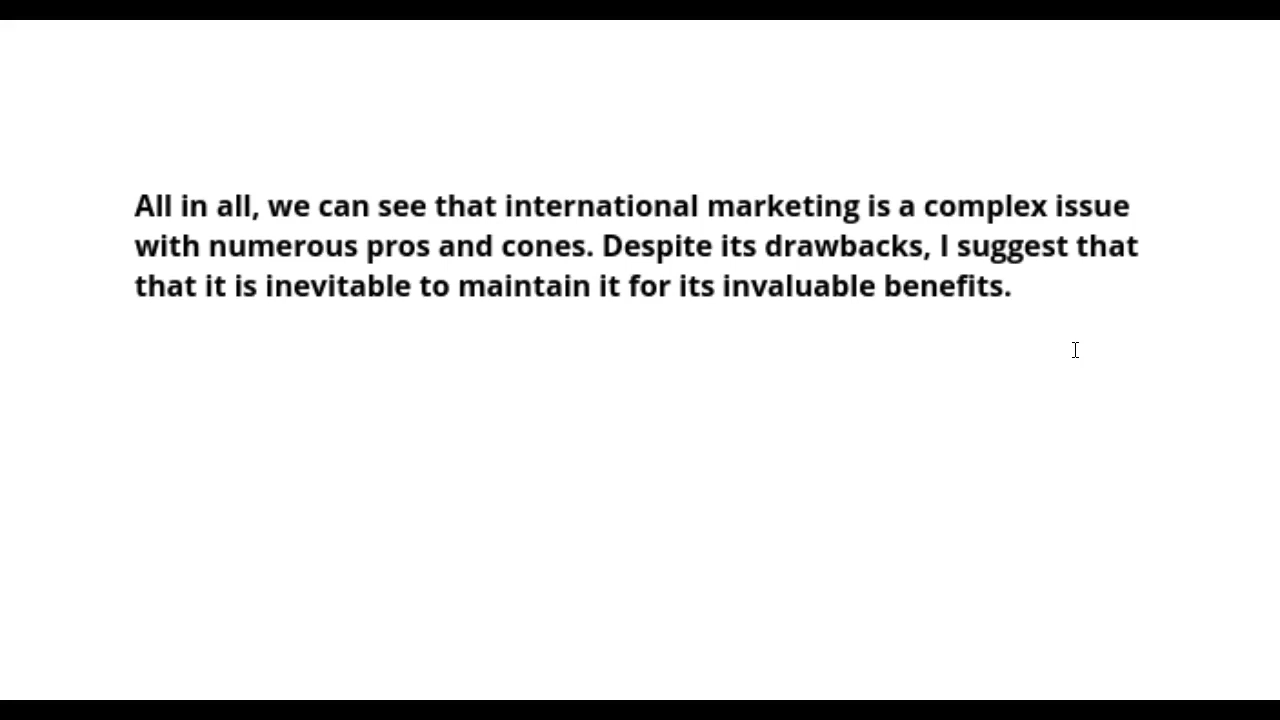 All in all, we can see that international marketing is a complex issue
with numerous pros and cones. Despite its drawbacks, I suggest that
that it is inevitable to maintain it for its invaluable benefits.